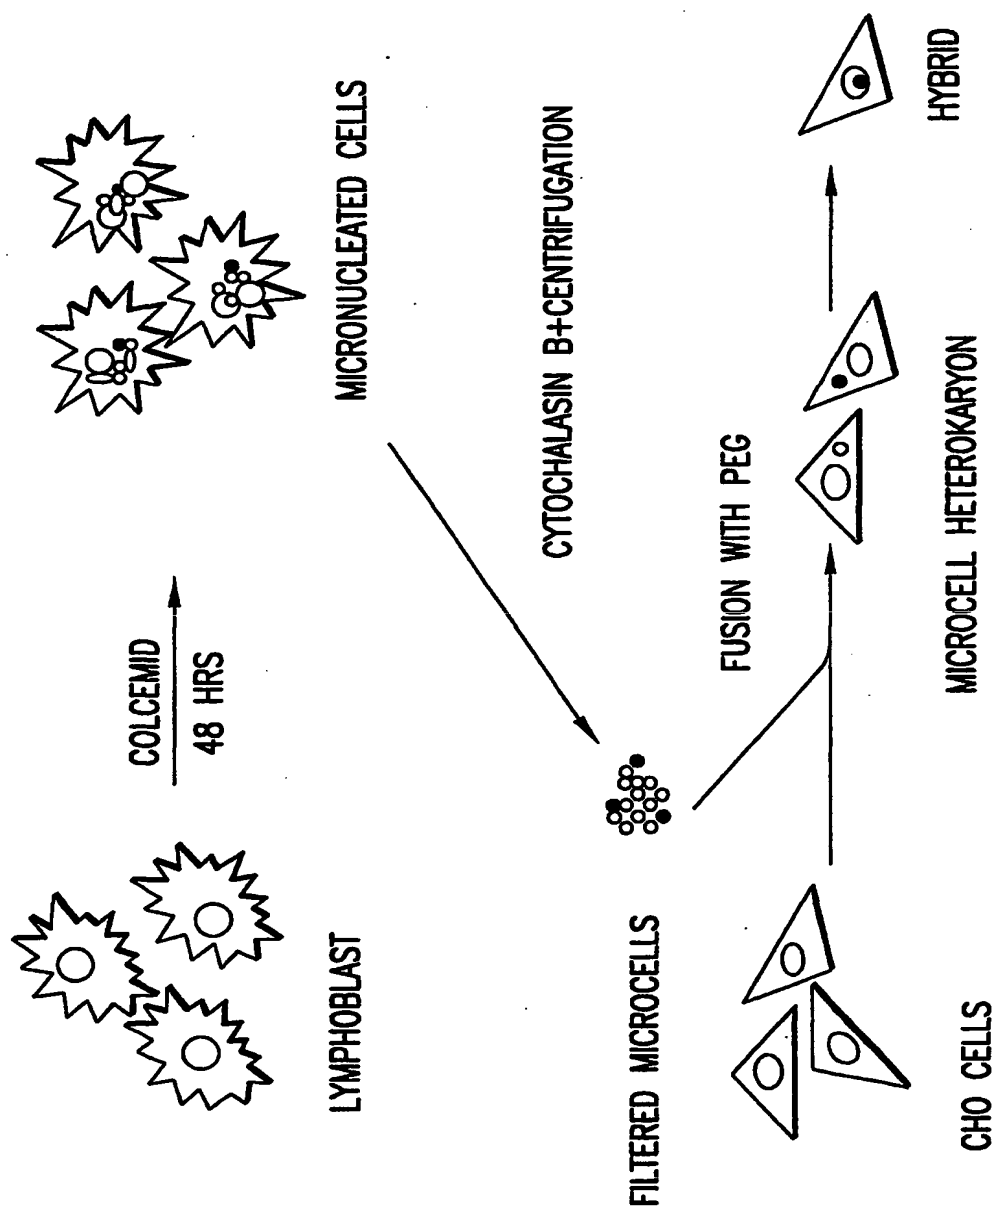 COLCEMID
48 HRS
LYMPHOBLAST
MICRONUCLEATED CELLS
CYTOCHALASIN B+CENTRIFUGATION
FILTERED MICROCELLS
FUSION WITH PEG
CHO CELLS
MICROCELL HETEROKARYON
HYBRID